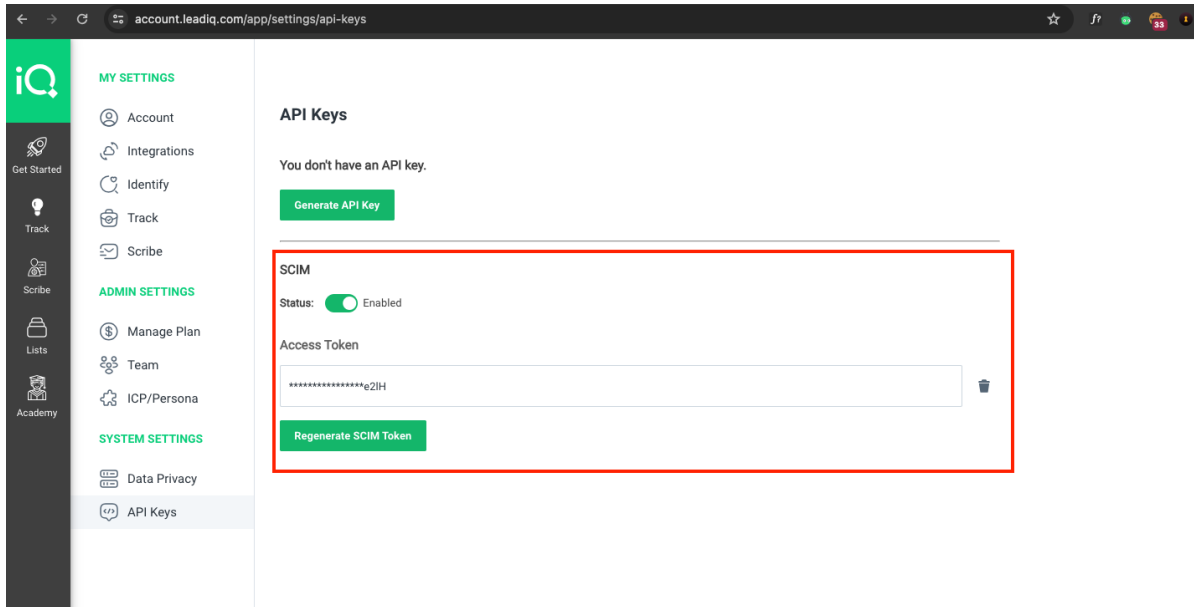 account.leadiq.com/app/settings/api-keys
f?
33
iQ
Get Started
Track
Scribe
Lists
Academy
MY SETTINGS
Account
Integrations
Identify
Track
Scribe
ADMIN SETTINGS
Manage Plan
Team
ICP/Persona
SYSTEM SETTINGS
Data Privacy
API Keys
API Keys
You don't have an API key.
Generate API Key
SCIM
Status: Enabled
Access Token
****************e2lH
Regenerate SCIM Token